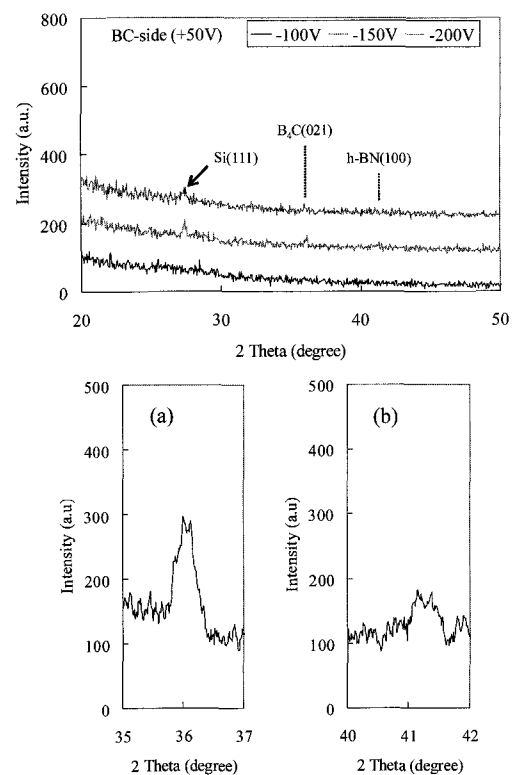 BC-side (+50V)
-100V -150V -200V
800
600
400
200
0
Intensity (a.u.)
Si(111)
B₄C(021)
h-BN(100)
20 30 40 50
2 Theta (degree)
(a)
500
400
300
200
100
0
Intensity (a.u)
35 36 37
2 Theta (degree)
(b)
500
400
300
200
100
0
Intensity (a.u)
40 41 42
2 Theta (degree)